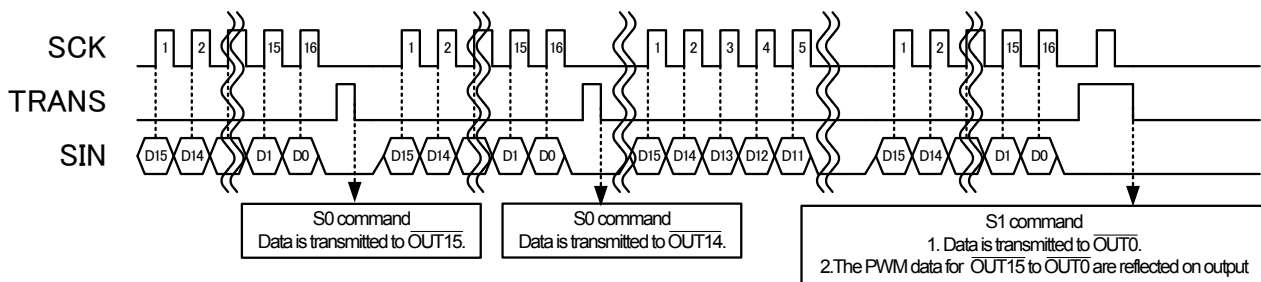 SCK 1 2 15 16 1 2 15 16 1 2 3 4 5 1 2 15 16
TRANS
SIN D15 D14 D1 D0 D15 D14 D1 D0 D15 D14 D13 D12 D11 D15 D14 D1 D0
S0 command
Data is transmitted to OUT15.
S0 command
Data is transmitted to OUT14.
S1 command
1. Data is transmitted to OUT0.
2.The PWM data for OUT15 to OUT0 are reflected on output